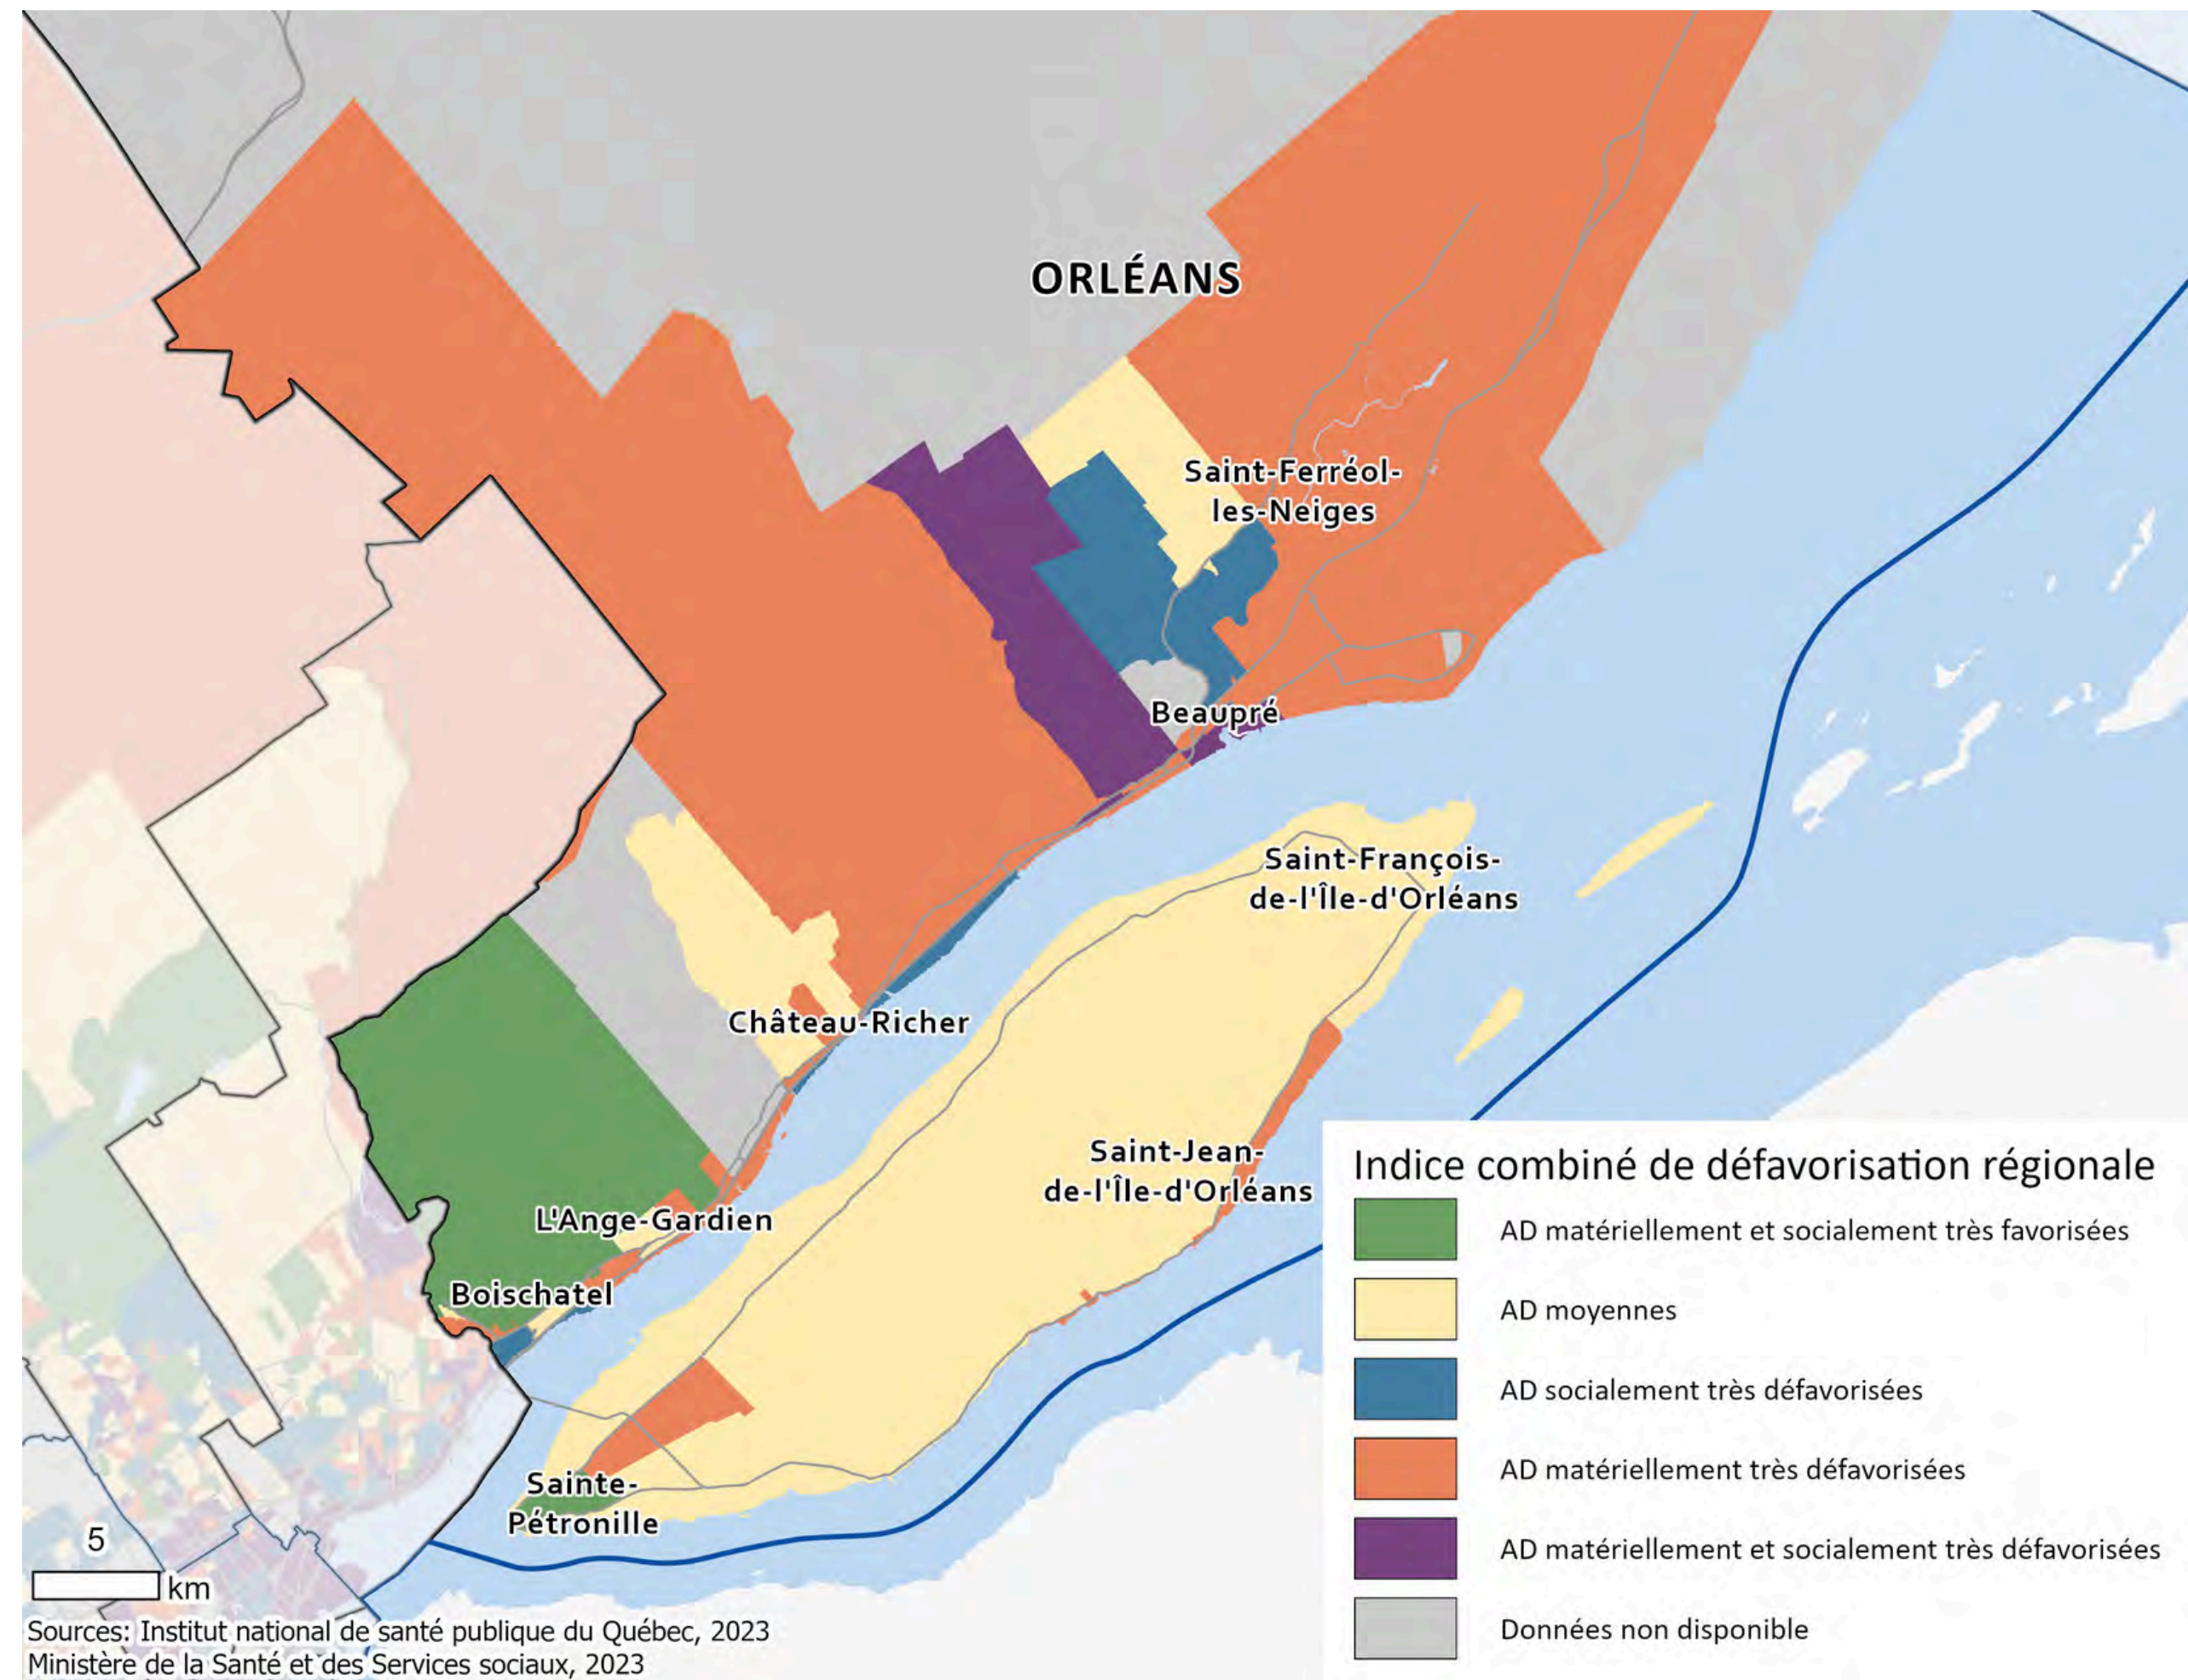 ORLÉANS
Saint-Ferréol-
les-Neiges
Beaupré
Saint-François-
de-l'Île-d'Orléans
Château-Richer
Saint-Jean-
de-l'Île-d'Orléans
L'Ange-Gardien
Boischatel
Sainte-
Pétronille
Indice combiné de défavorisation régionale
AD matériellement et socialement très favorisées
AD moyennes
AD socialement très défavorisées
AD matériellement très défavorisées
AD matériellement et socialement très défavorisées
Données non disponible
5
km
Sources: Institut national de santé publique du Québec, 2023
Ministère de la Santé et des Services sociaux, 2023